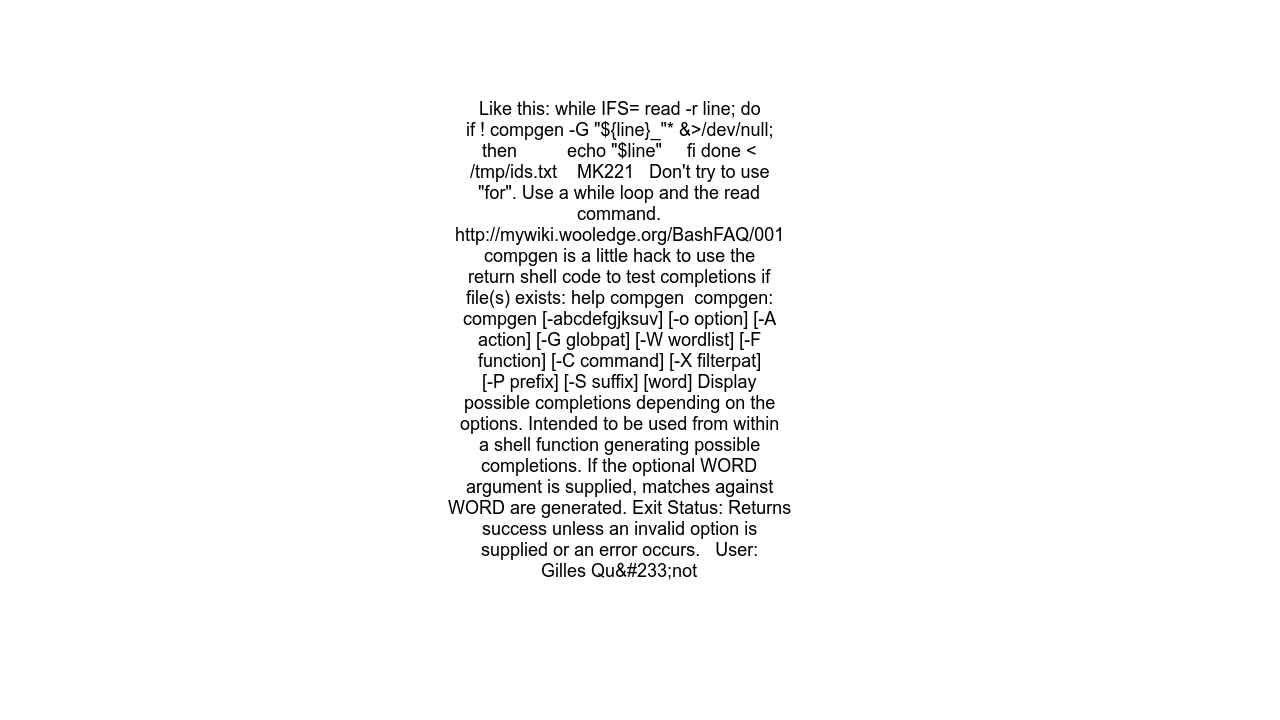 Like this: while IFS= read -r line; do
if ! compgen -G "${line}_"* &>/dev/null;
then          echo "$line"     fi done <
/tmp/ids.txt    MK221   Don't try to use
"for". Use a while loop and the read
command.
http://mywiki.wooledge.org/BashFAQ/001
compgen is a little hack to use the
return shell code to test completions if
file(s) exists: help compgen  compgen:
compgen [-abcdefgjksuv] [-o option] [-A
action] [-G globpat] [-W wordlist] [-F
function] [-C command] [-X filterpat]
[-P prefix] [-S suffix] [word] Display
possible completions depending on the
options. Intended to be used from within
a shell function generating possible
completions. If the optional WORD
argument is supplied, matches against
WORD are generated. Exit Status: Returns
success unless an invalid option is
supplied or an error occurs.   User:
Gilles Qu&#233;not